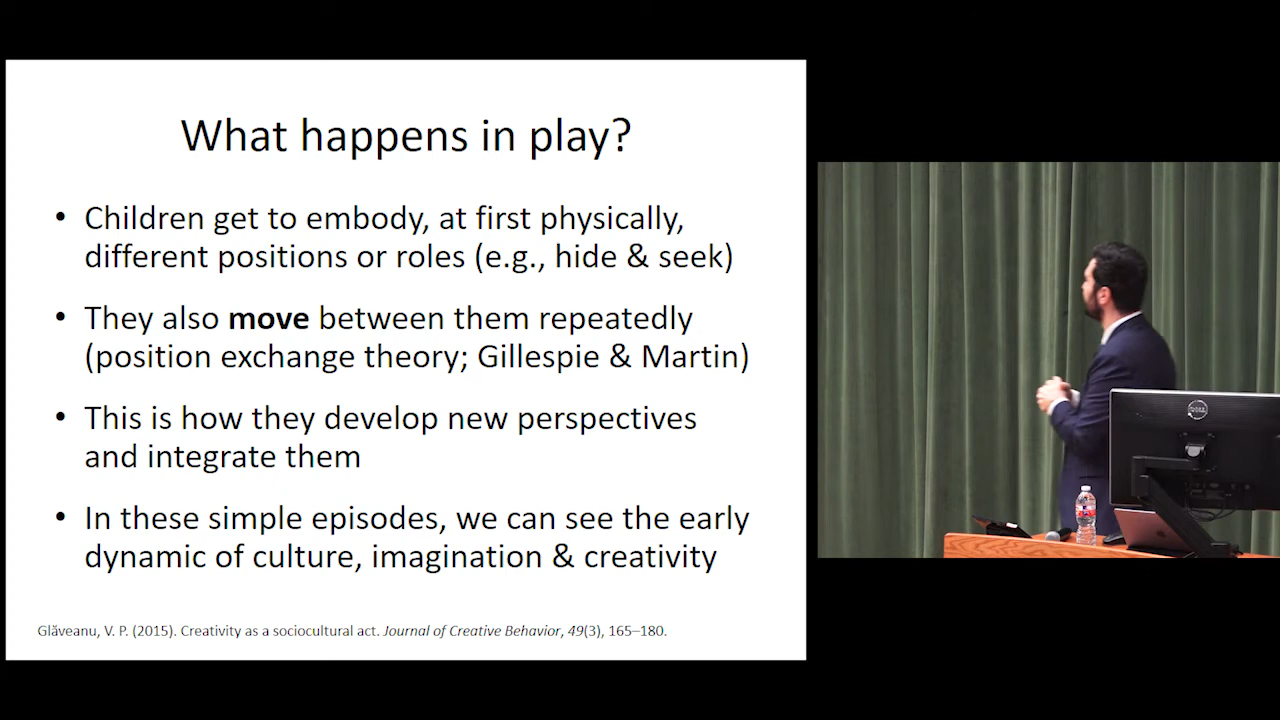 What happens in play?
• Children get to embody, at first physically,
different positions or roles (e.g., hide & seek)
• They also move between them repeatedly
(position exchange theory; Gillespie & Martin)
• This is how they develop new perspectives
and integrate them
• In these simple episodes, we can see the early
dynamic of culture, imagination & creativity
Glăveanu, V. P. (2015). Creativity as a sociocultural act. Journal of Creative Behavior, 49(3), 165–180.